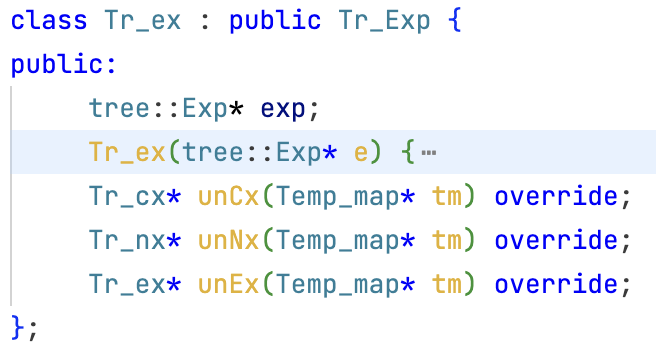 class Tr_ex : public Tr_Exp {
public:
tree::Exp* exp;
Tr_ex(tree::Exp* e) {⋯
Tr_cx* unCx(Temp_map* tm) override;
Tr_nx* unNx(Temp_map* tm) override;
Tr_ex* unEx(Temp_map* tm) override;
};